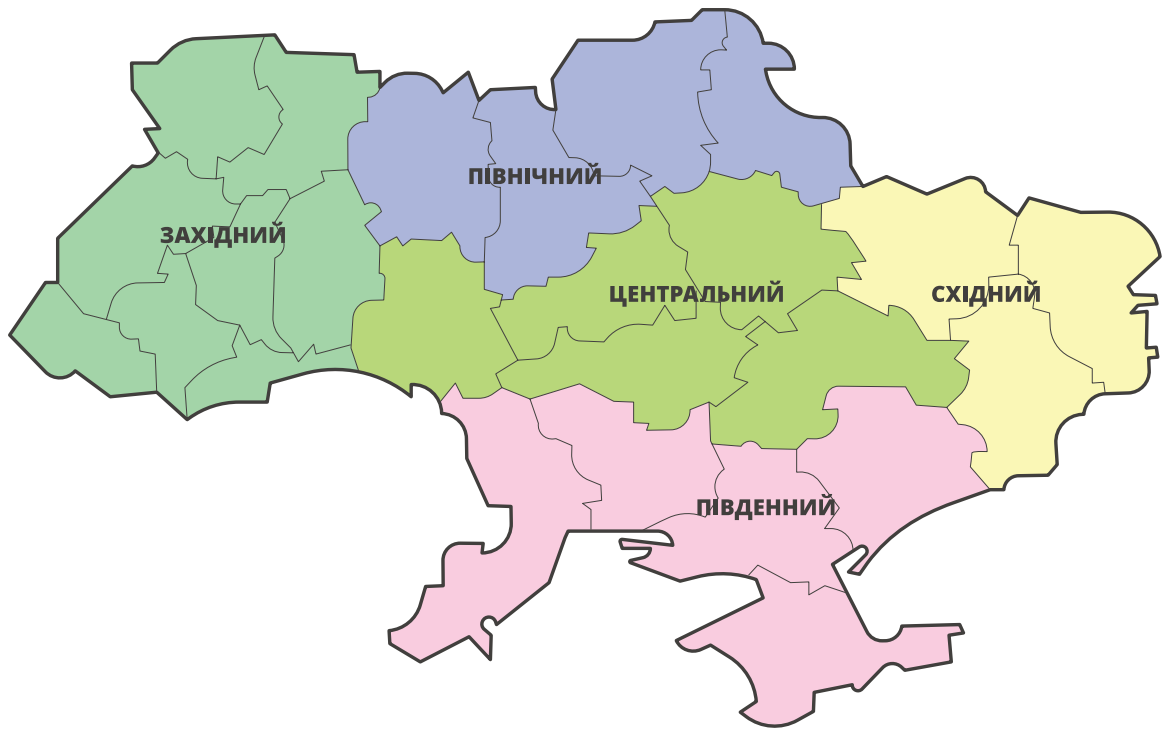 ПІВНІЧНИЙ
ЗАХІДНИЙ
ЦЕНТРАЛЬНИЙ
СХІДНИЙ
ПІВДЕННИЙ